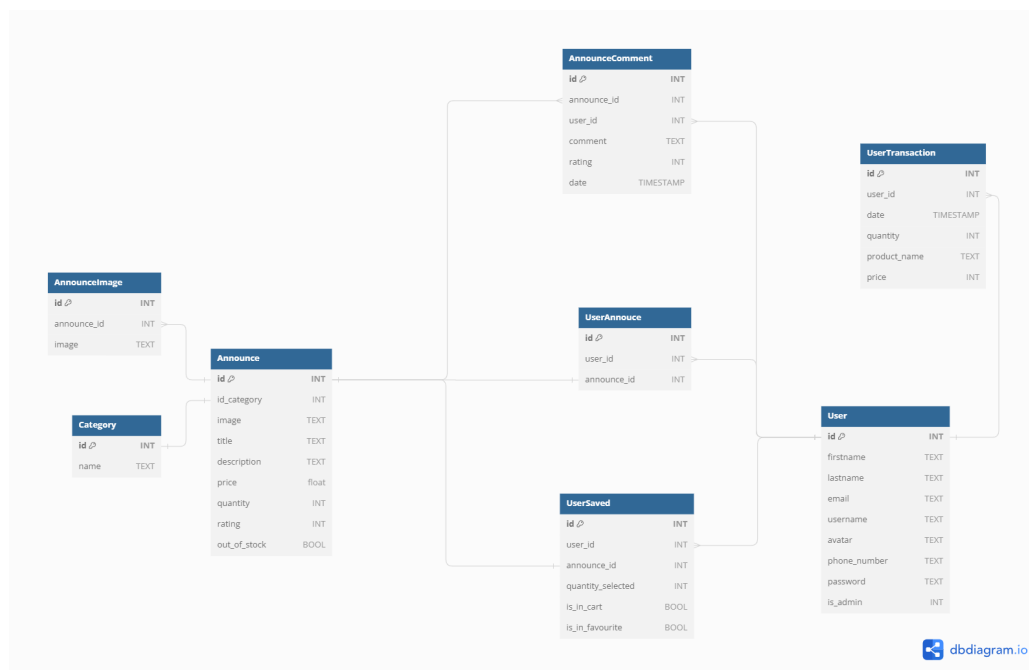 AnnounceComment
id INT
announce_id INT
user_id INT
comment TEXT
rating INT
date TIMESTAMP
UserTransaction
id INT
user_id INT
date TIMESTAMP
quantity INT
product_name TEXT
price INT
AnnounceImage
id INT
announce_id INT
image TEXT
UserAnnouce
id INT
user_id INT
announce_id INT
Announce
id INT
id_category INT
image TEXT
title TEXT
description TEXT
price float
quantity INT
rating INT
out_of_stock BOOL
Category
id INT
name TEXT
User
id INT
firstname TEXT
lastname TEXT
email TEXT
username TEXT
avatar TEXT
phone_number TEXT
password TEXT
is_admin INT
UserSaved
id INT
user_id INT
announce_id INT
quantity_selected INT
is_in_cart BOOL
is_in_favourite BOOL
dbdiagram.io